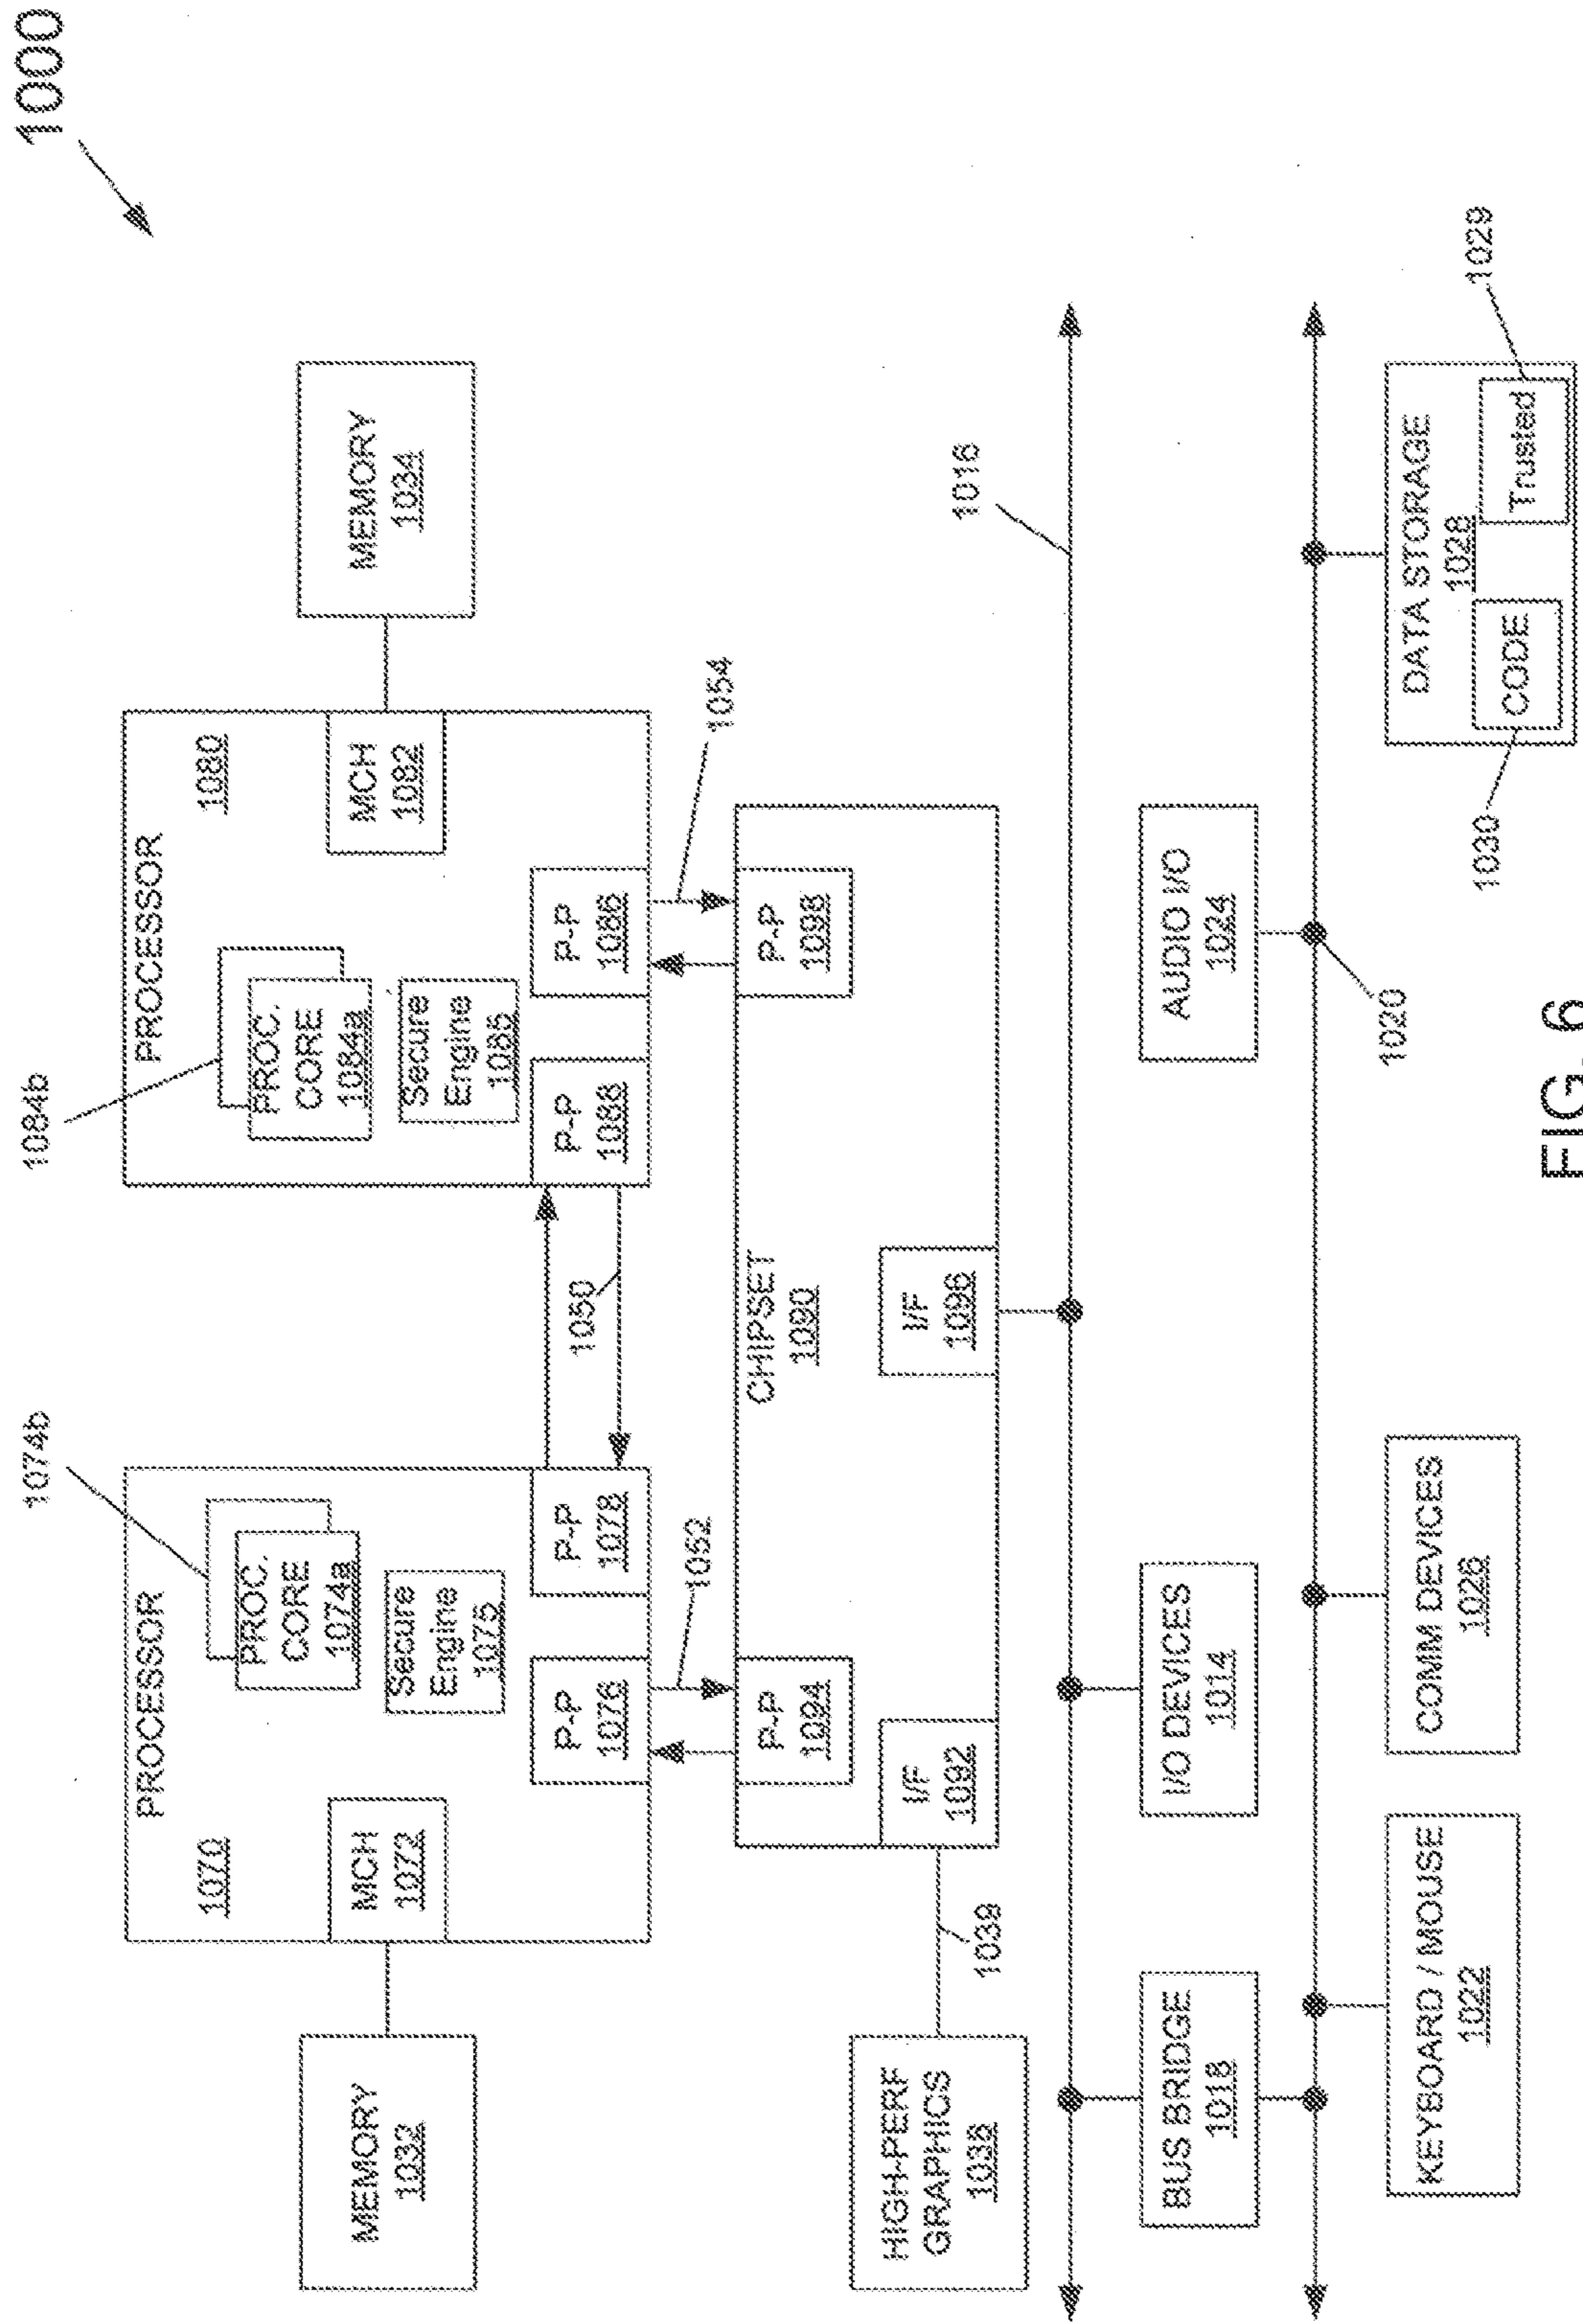 1000
1074b
1084b
PROCESSOR
1070
PROC.
CORE
1074a
Secure
Engine
1075
MCH
1072
P-P
1076
P-P
1078
PROCESSOR
1080
PROC.
CORE
1084a
Secure
Engine
1085
MCH
1082
P-P
1088
P-P
1086
MEMORY
1032
MEMORY
1034
1050
1052
1054
CHIPSET
1090
P-P
1094
P-P
1098
I/F
1092
I/F
1096
HIGH-PERF
GRAPHICS
1038
1039
1016
BUS BRIDGE
1018
I/O DEVICES
1014
AUDIO I/O
1024
1020
KEYBOARD / MOUSE
1022
COMM DEVICES
1026
DATA STORAGE
1028
CODE
Trusted
1030
1029
FIG. 6